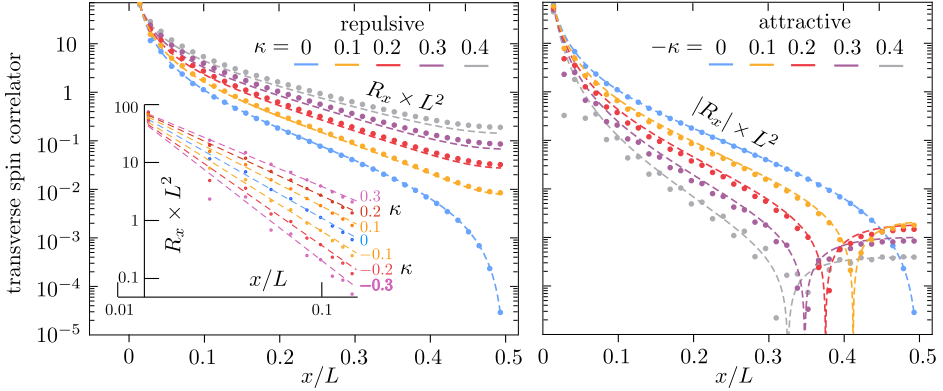 transverse spin correlator
repulsive
κ = 0 0.1 0.2 0.3 0.4
R_x × L²
10
1
10⁻¹
10⁻²
10⁻³
10⁻⁴
10⁻⁵
0 0.1 0.2 0.3 0.4 0.5
x/L
100
10
1
0.1
R_x × L²
0.3
0.2 κ
0.1
0
−0.1
−0.2 κ
−0.3
x/L
0.01 0.1
attractive
−κ = 0 0.1 0.2 0.3 0.4
|R_x| × L²
0 0.1 0.2 0.3 0.4 0.5
x/L